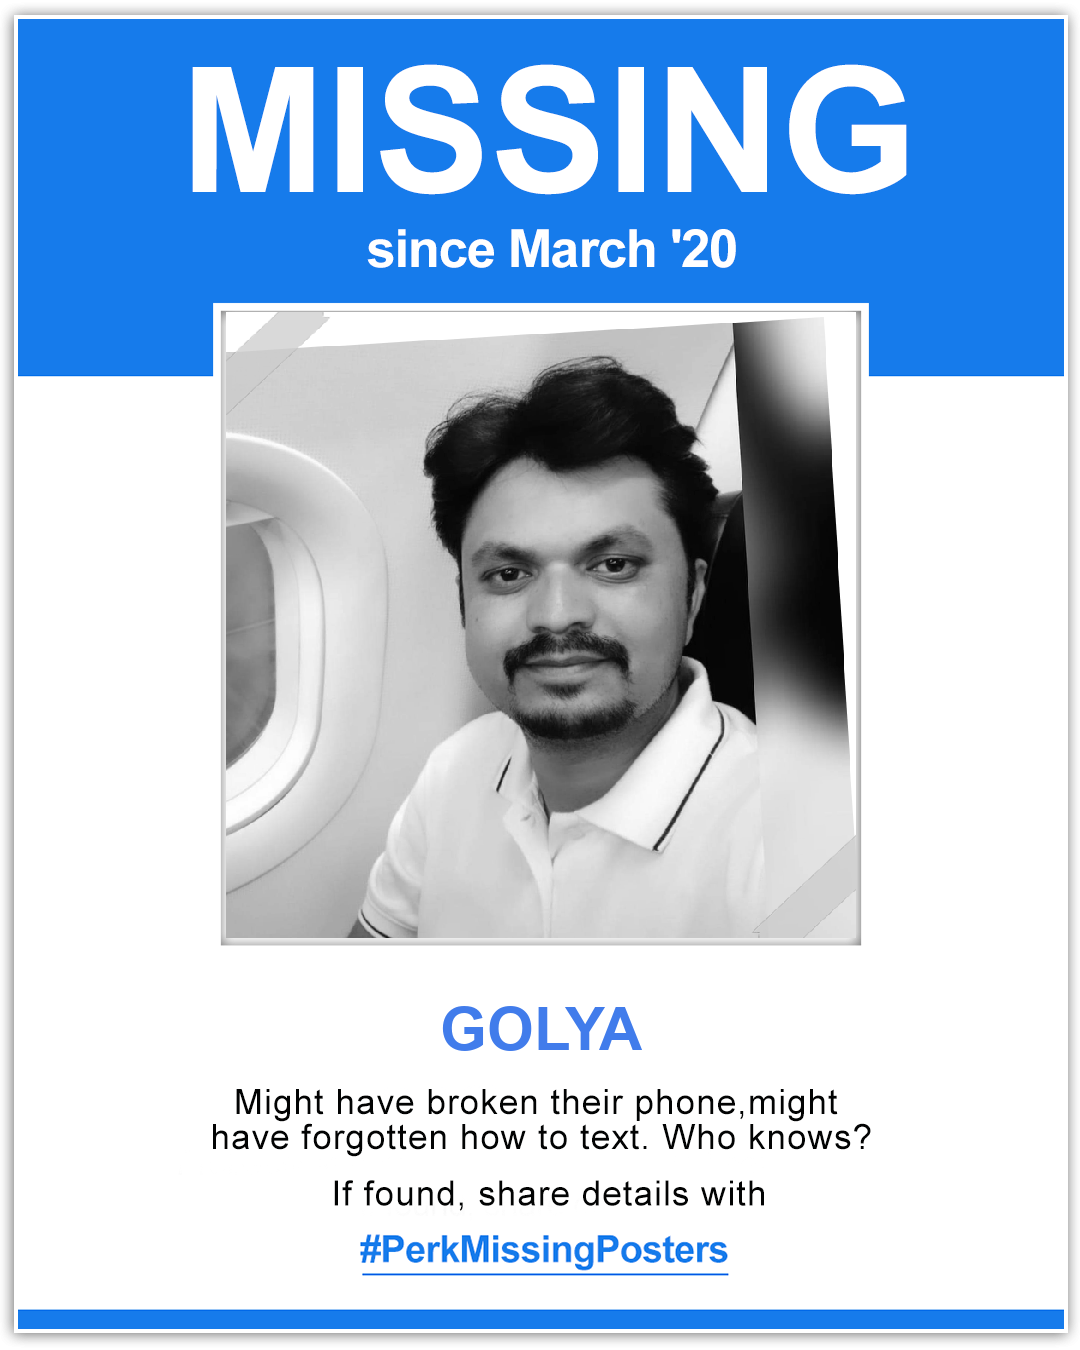 MISSING
since March '20
GOLYA
Might have broken their phone,might
have forgotten how to text. Who knows?
If found, share details with
#PerkMissingPosters